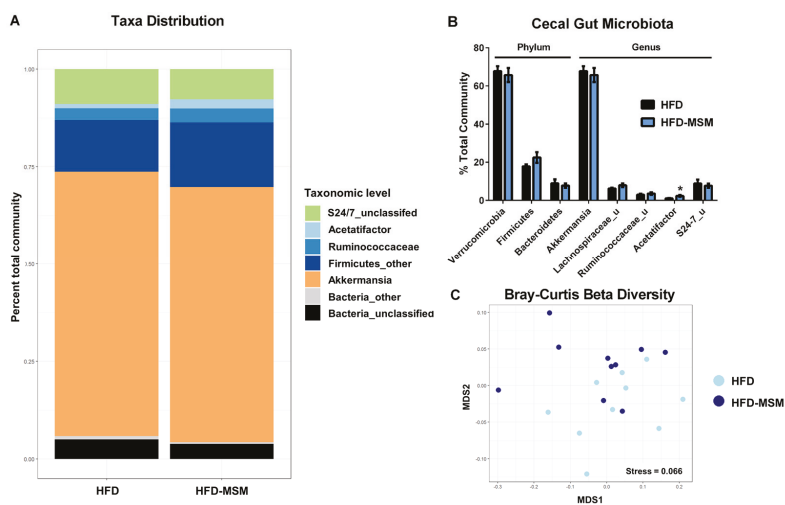 A
Taxa Distribution
Percent total community
1.00
0.75
0.50
0.25
0.00
HFD
HFD-MSM
Taxonomic level
S24/7_unclassifed
Acetatifactor
Ruminococcaceae
Firmicutes_other
Akkermansia
Bacteria_other
Bacteria_unclassified
B
Cecal Gut Microbiota
Phylum
Genus
% Total Community
80
60
40
20
0
HFD
HFD-MSM
*
Verrucomicrobia
Firmicutes
Bacteroidetes
Akkermansia
Lachnospiraceae_u
Ruminococcaceae_u
Acetatifactor
S24-7_u
C
Bray-Curtis Beta Diversity
MDS2
0.10
0.05
0.00
-0.05
-0.10
-0.3
-0.2
-0.1
0.0
0.1
0.2
MDS1
Stress = 0.066
HFD
HFD-MSM